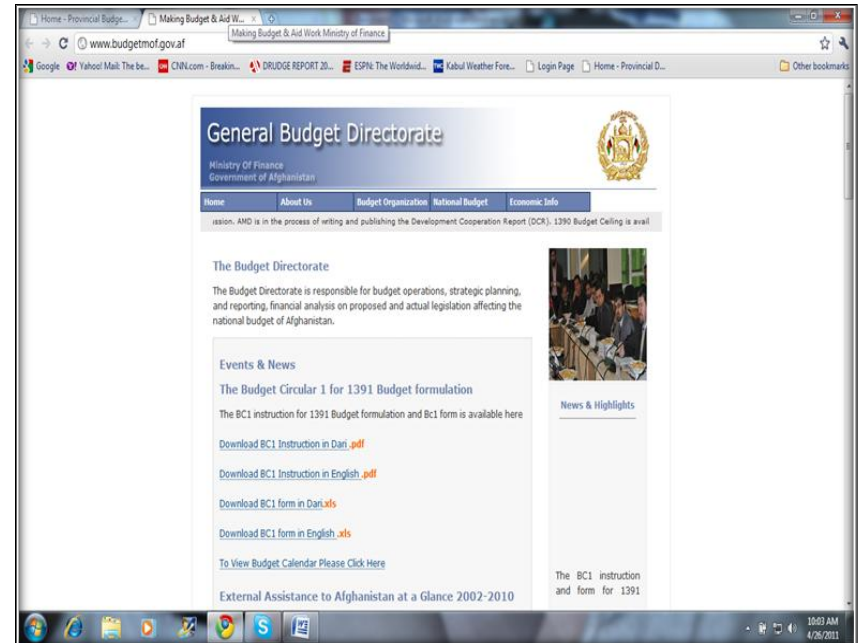 Home - Provincial Budge...
Making Budget & Aid W...
Making Budget & Aid Work Ministry of Finance
www.budgetmof.gov.af
Google
Yahoo! Mail: The be...
CNN.com - Breakin...
DRUDGE REPORT 20...
ESPN: The Worldwid...
Kabul Weather Fore...
Login Page
Home - Provincial D...
Other bookmarks
General Budget Directorate
Ministry Of Finance
Government of Afghanistan
Home About Us Budget Organization National Budget Economic Info
ission. AMD is in the process of writing and publishing the Development Cooperation Report (DCR). 1390 Budget Ceiling is avail
The Budget Directorate
The Budget Directorate is responsible for budget operations, strategic planning,
and reporting, financial analysis on proposed and actual legislation affecting the
national budget of Afghanistan.
Events & News
The Budget Circular 1 for 1391 Budget formulation
The BC1 instruction for 1391 Budget formulation and Bc1 form is available here
Download BC1 Instruction in Dari .pdf
Download BC1 Instruction in English .pdf
Download BC1 form in Dari.xls
Download BC1 form in English .xls
To View Budget Calendar Please Click Here
External Assistance to Afghanistan at a Glance 2002-2010
News & Highlights
The BC1 instruction
and form for 1391
10:03 AM
4/26/2011